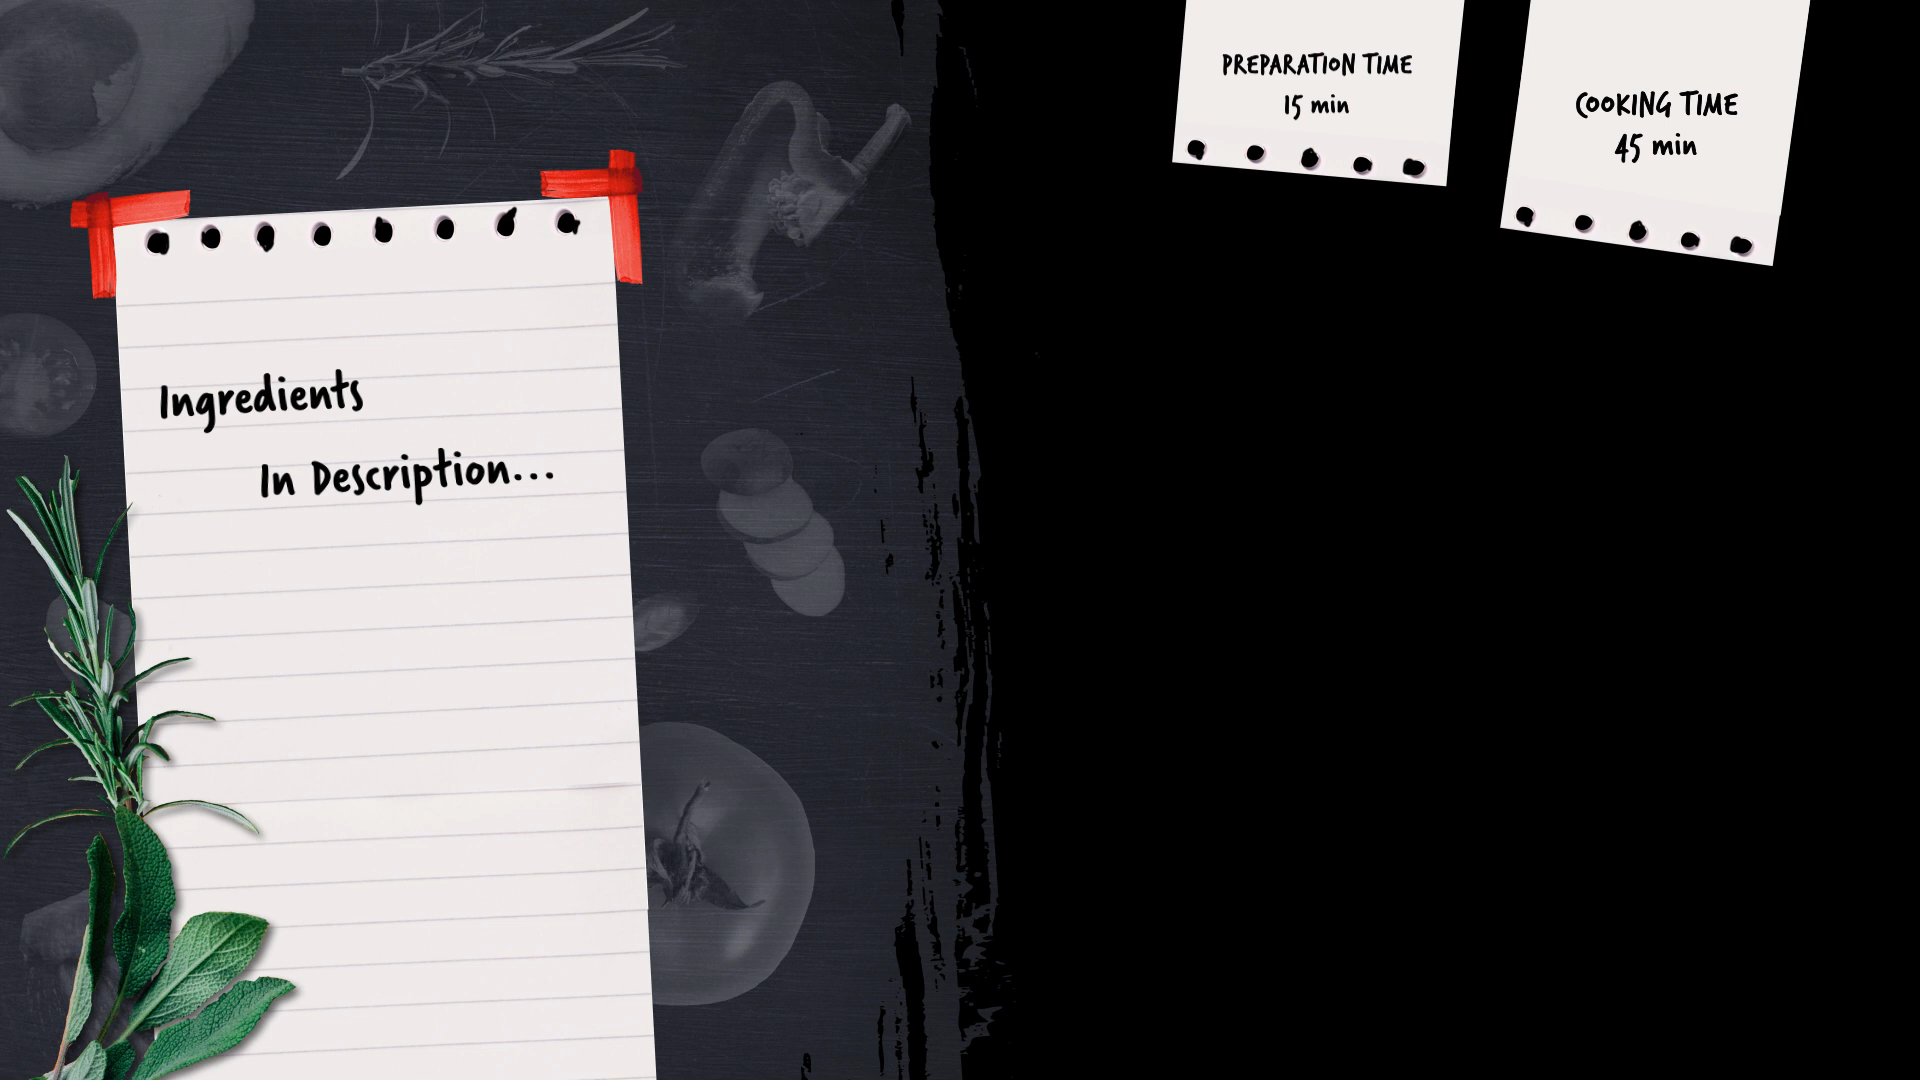 PREPARATION TIME
15 min
COOKING TIME
45 min
Ingredients
In Description...